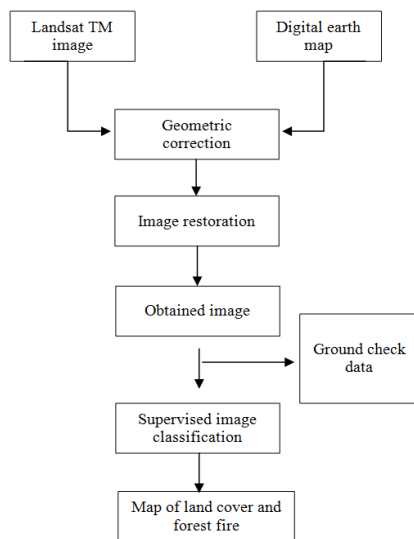 Landsat TM
image
Digital earth
map
Geometric
correction
Image restoration
Obtained image
Ground check
data
Supervised image
classification
Map of land cover and
forest fire